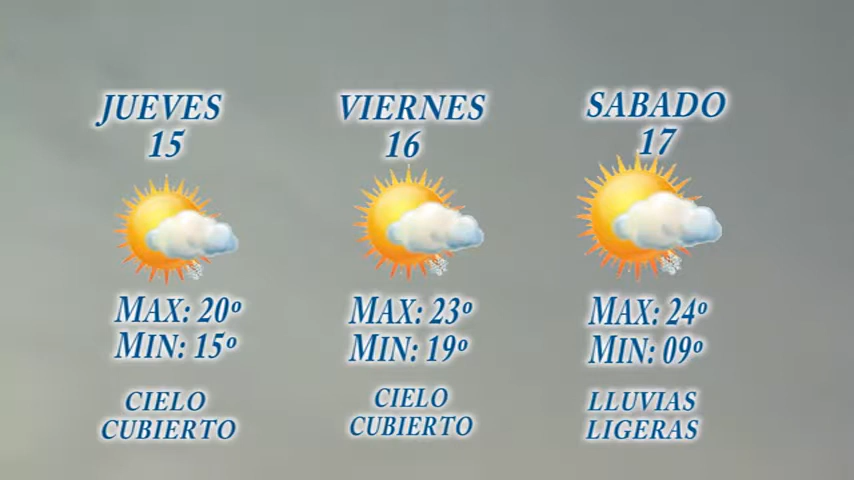 JUEVES
15
MAX: 20º
MIN: 15º
CIELO
CUBIERTO
VIERNES
16
MAX: 23º
MIN: 19º
CIELO
CUBIERTO
SABADO
17
MAX: 24º
MIN: 09º
LLUVIAS
LIGERAS